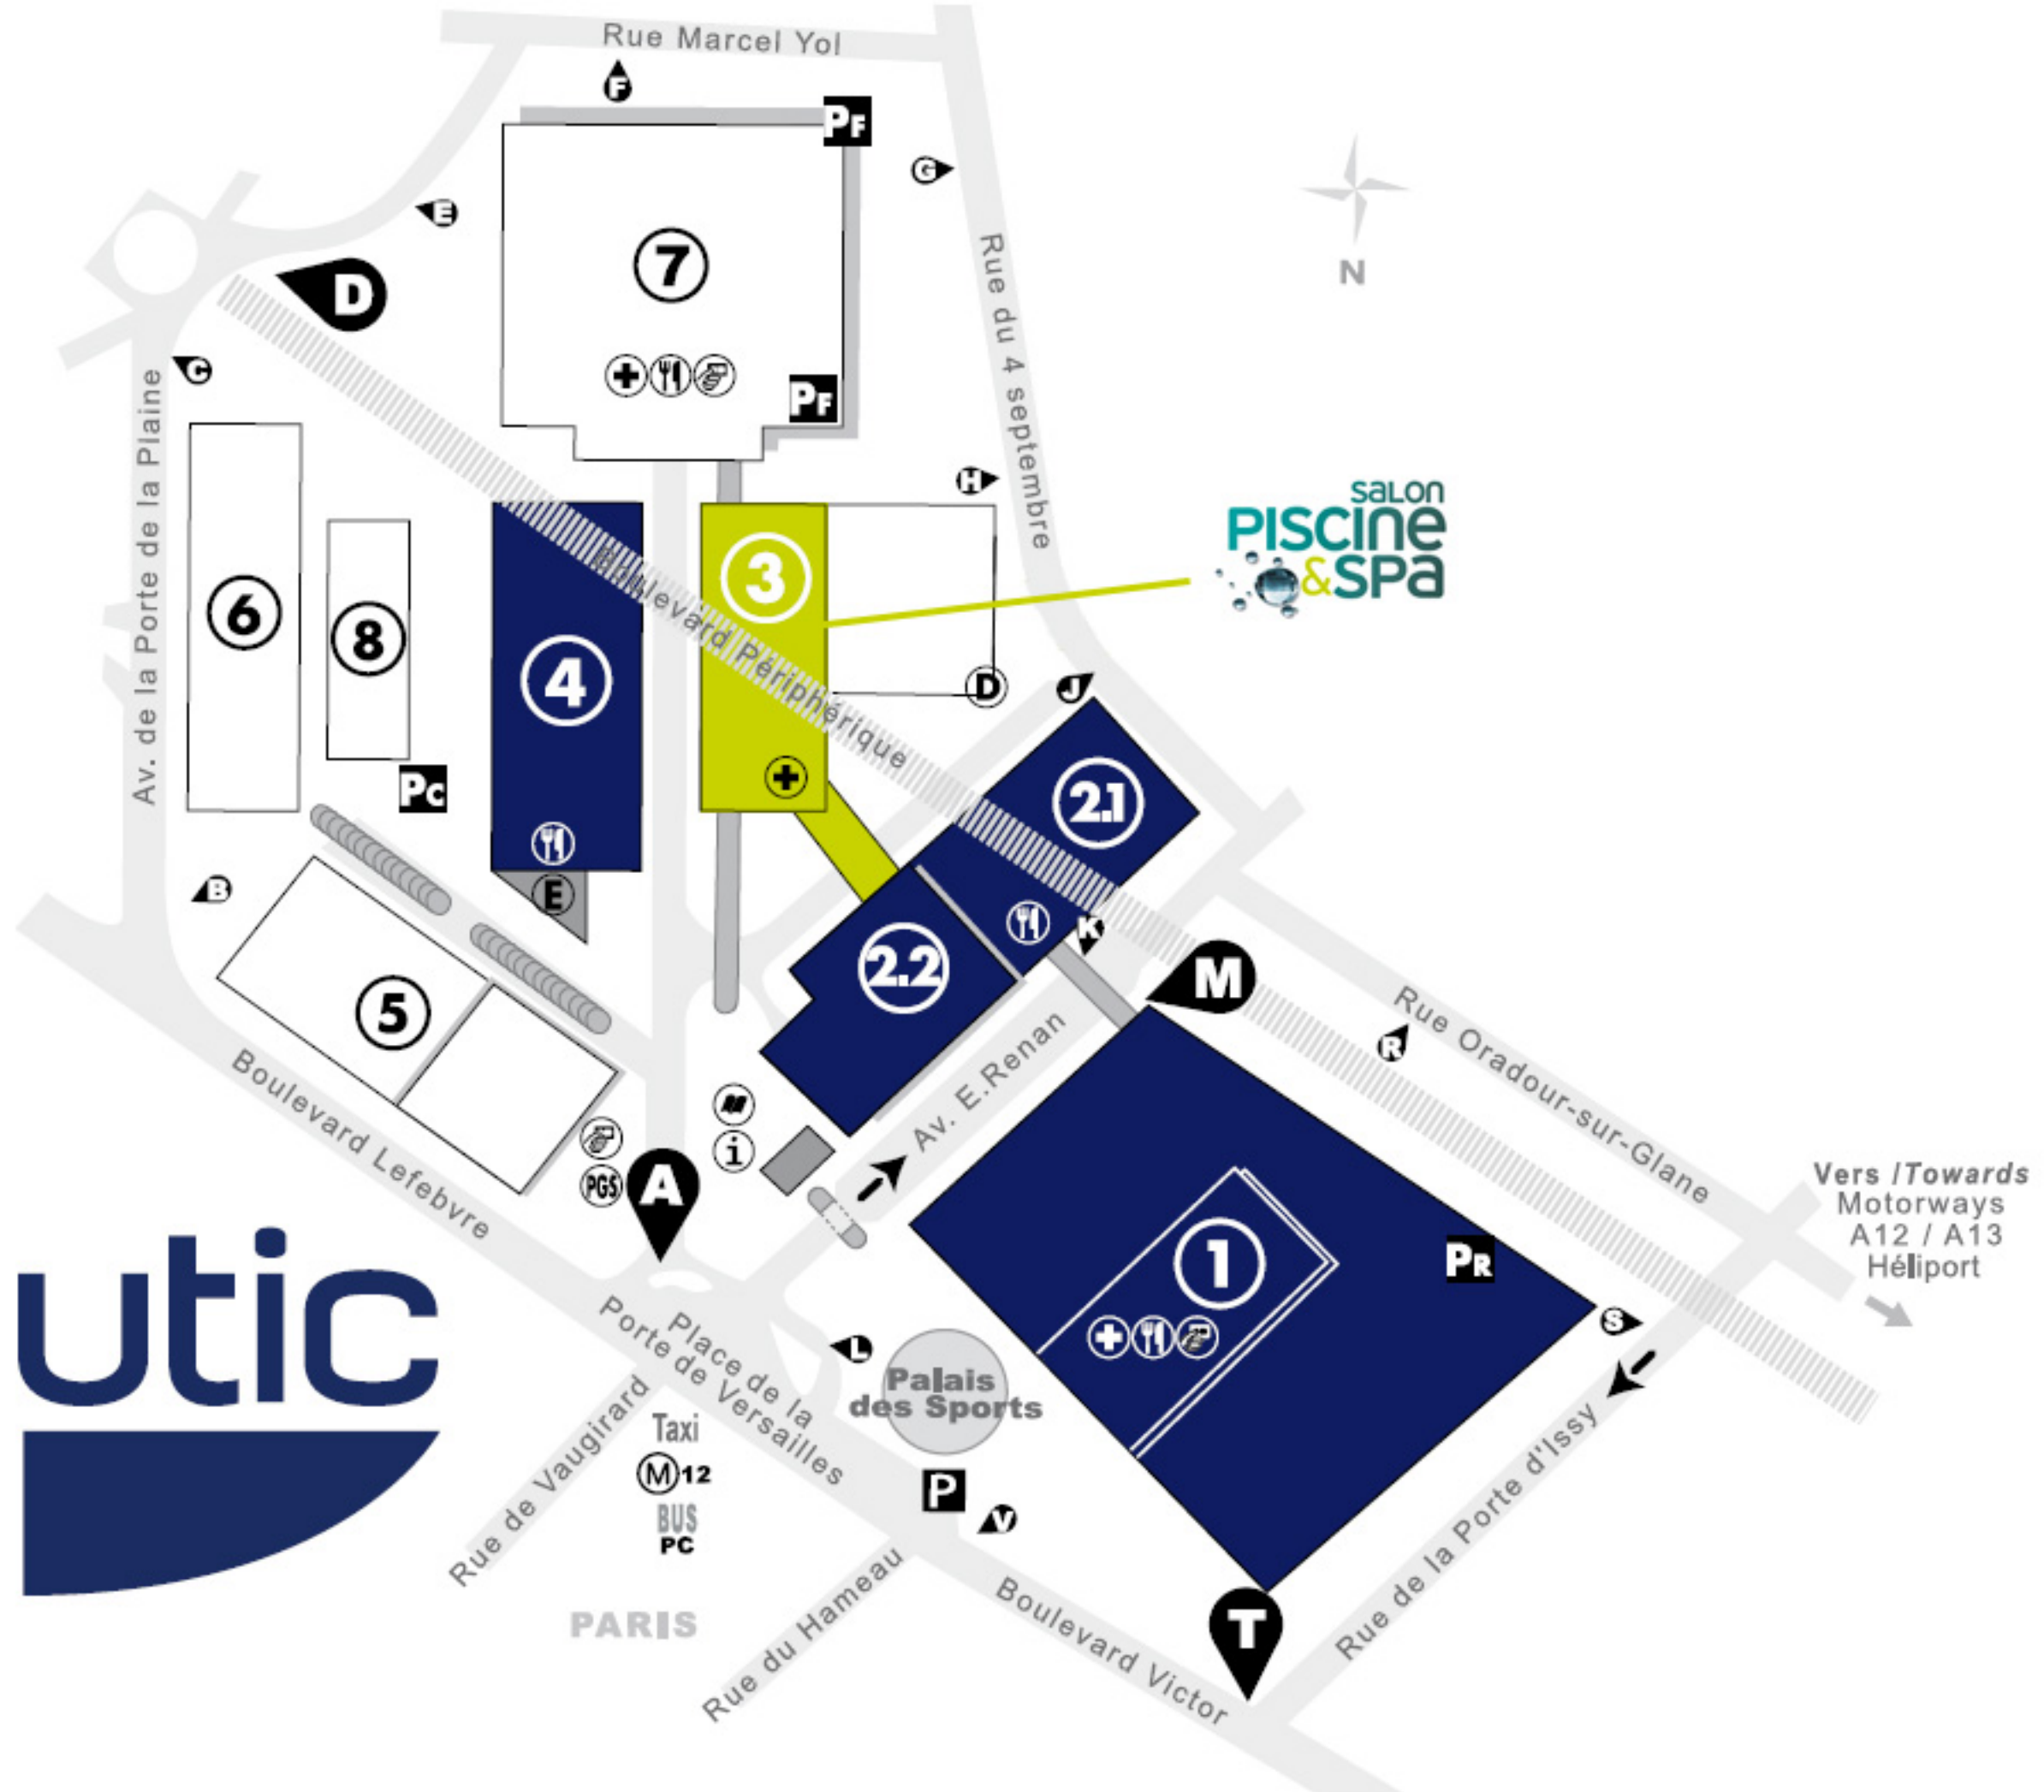 Rue Marcel Yol
F
PF
G
E
D
7
N
Rue du 4 septembre
C
PF
Av. de la Porte de la Plaine
H
salon
PISCINE
&SPa
6
8
4
3
Boulevard Périphérique
D
J
PC
2.1
B
E
K
2.2
M
5
Av. E.Renan
R
Rue Oradour-sur-Glane
Boulevard Lefebvre
i
PGS
A
Vers / Towards
Motorways
A12 / A13
Héliport
1
PR
S
utic
Place de la
Porte de Versailles
L
Palais
des Sports
Rue de Vaugirard
Taxi
M 12
BUS
PC
P
V
Rue de la Porte d'Issy
PARIS
Rue du Hameau
Boulevard Victor
T